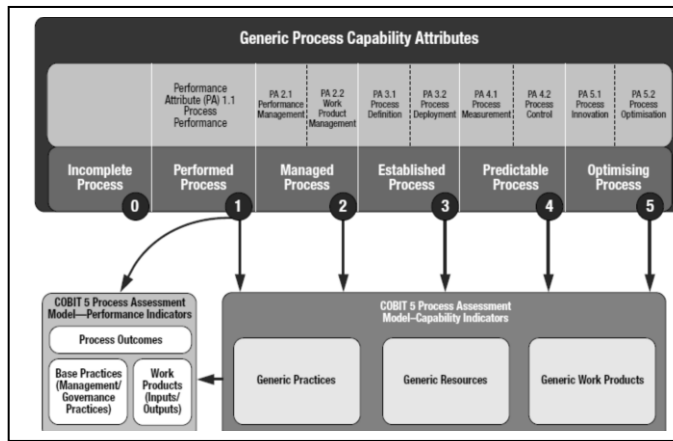 Generic Process Capability Attributes
Performance
Attribute (PA) 1.1
Process
Performance
PA 2.1
Performance
Management
PA 2.2
Work
Product
Management
PA 3.1
Process
Definition
PA 3.2
Process
Deployment
PA 4.1
Process
Measurement
PA 4.2
Process
Control
PA 5.1
Process
Innovation
PA 5.2
Process
Optimisation
Incomplete
Process
0
Performed
Process
1
Managed
Process
2
Established
Process
3
Predictable
Process
4
Optimising
Process
5
COBIT 5 Process Assessment
Model—Performance Indicators
Process Outcomes
Base Practices
(Management/
Governance
Practices)
Work
Products
(Inputs/
Outputs)
COBIT 5 Process Assessment
Model–Capability Indicators
Generic Practices
Generic Resources
Generic Work Products